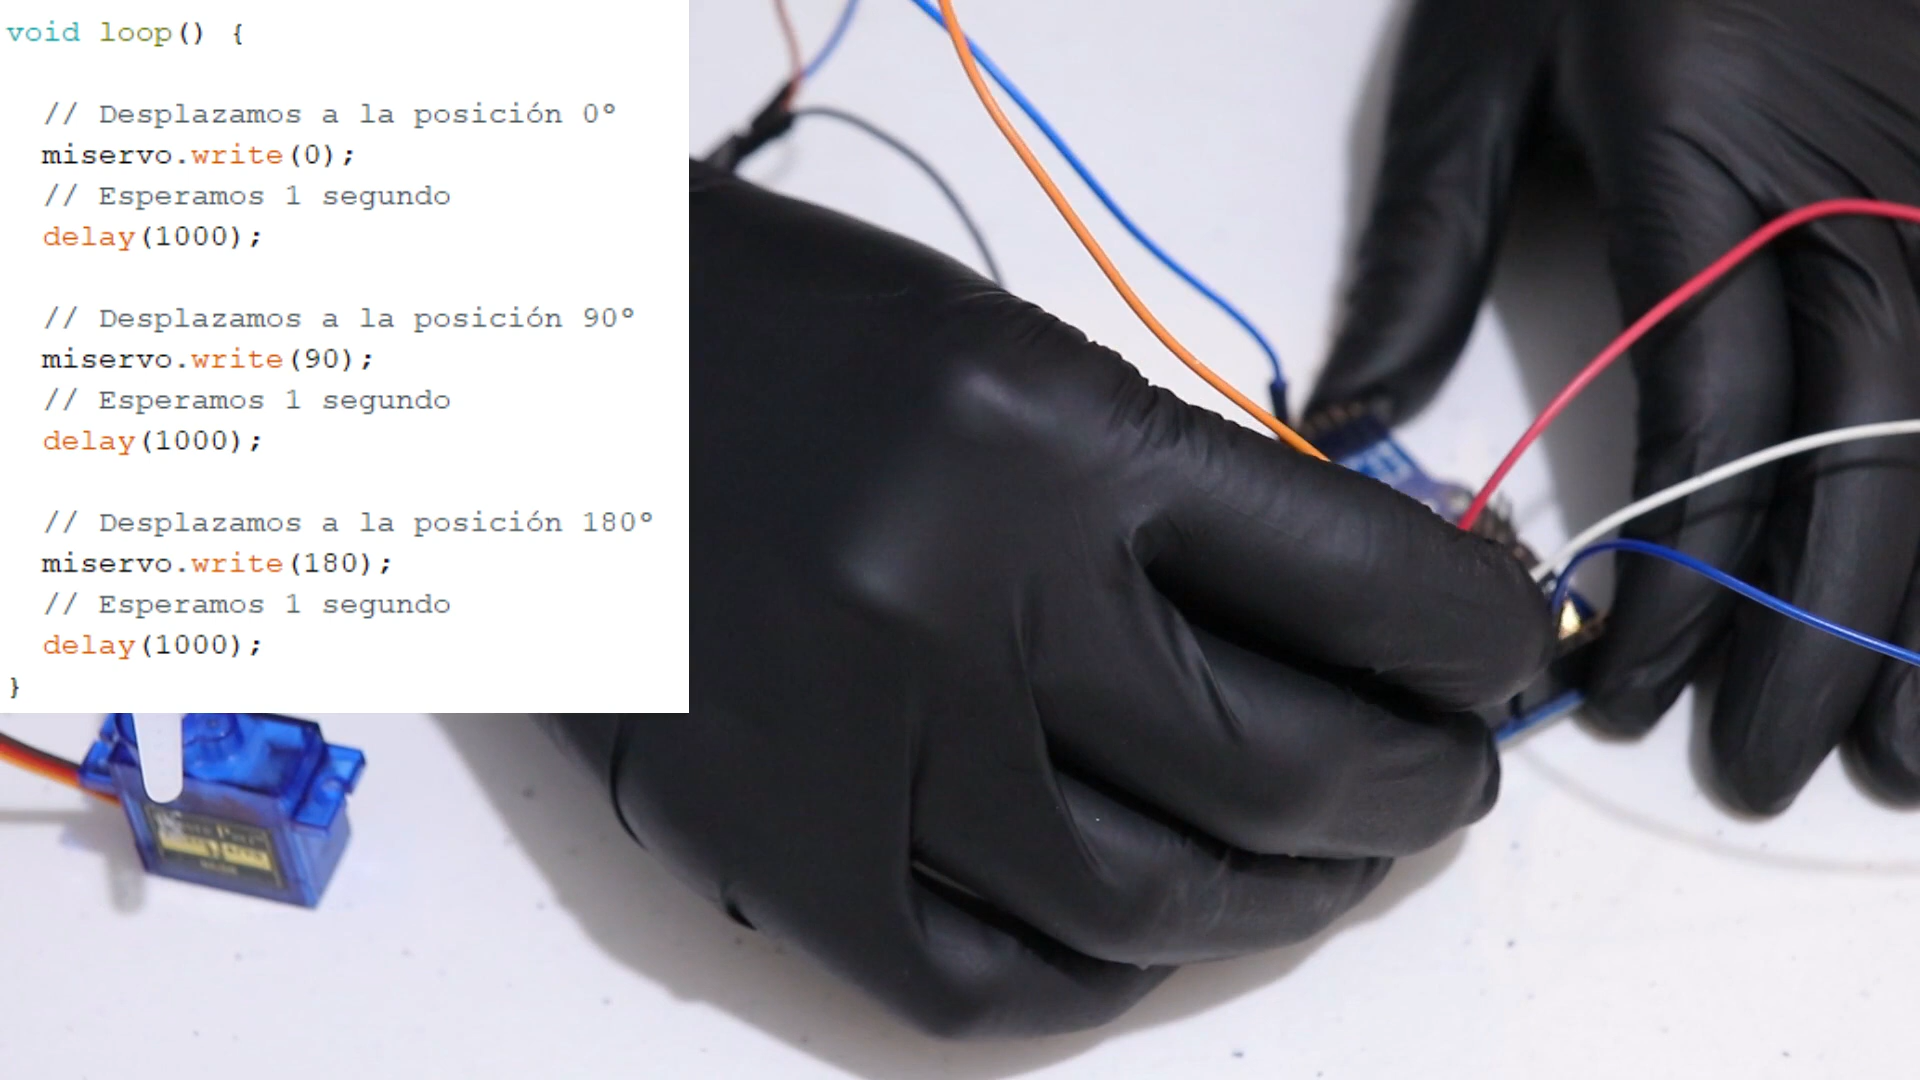 void loop() {
// Desplazamos a la posición 0°
miservo.write(0);
// Esperamos 1 segundo
delay(1000);
// Desplazamos a la posición 90°
miservo.write(90);
// Esperamos 1 segundo
delay(1000);
// Desplazamos a la posición 180°
miservo.write(180);
// Esperamos 1 segundo
delay(1000);
}